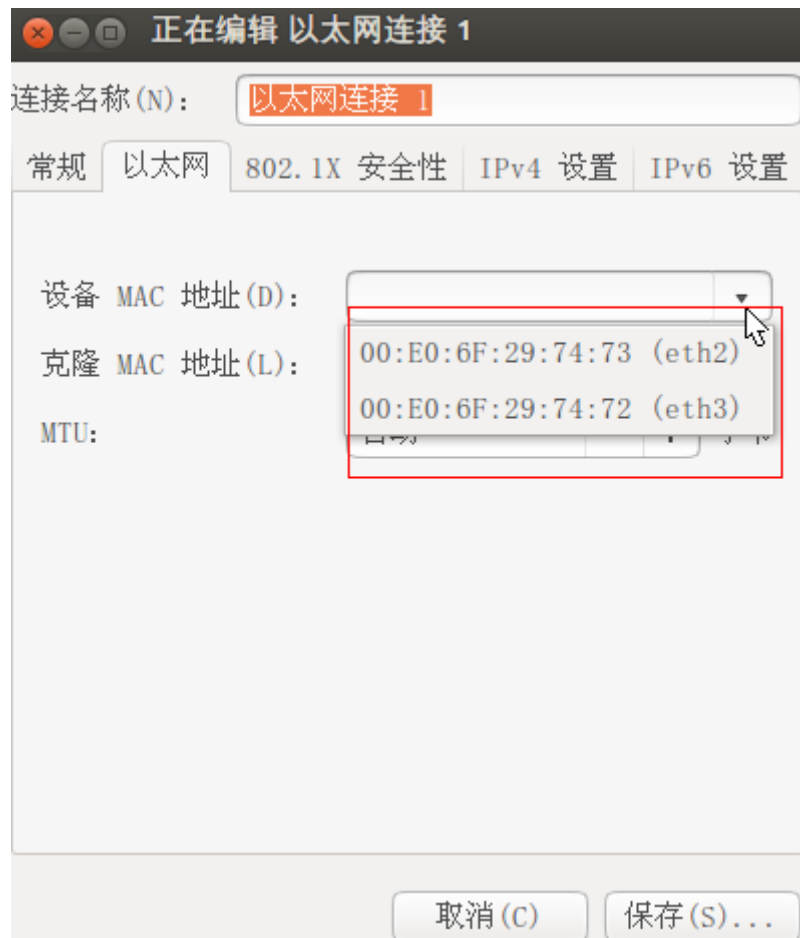 正在编辑 以太网连接 1
连接名称(N): 以太网连接 1
常规 以太网 802.1X 安全性 IPv4 设置 IPv6 设置
设备 MAC 地址(D):
00:E0:6F:29:74:73 (eth2)
克隆 MAC 地址(L):
00:E0:6F:29:74:72 (eth3)
MTU:
取消(C) 保存(S)...